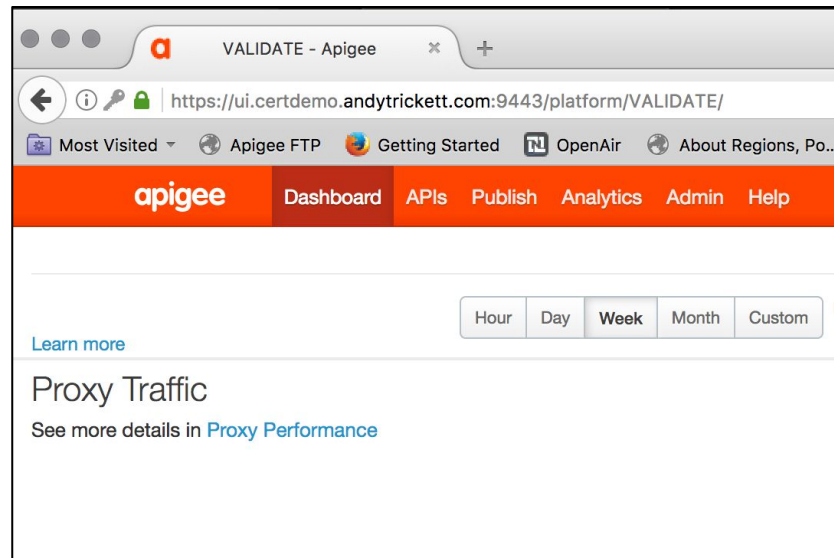 VALIDATE - Apigee
https://ui.certdemo.andytrickett.com:9443/platform/VALIDATE/
Most Visited Apigee FTP Getting Started OpenAir About Regions, Po...
apigee Dashboard APIs Publish Analytics Admin Help
Hour Day Week Month Custom
Learn more
Proxy Traffic
See more details in Proxy Performance